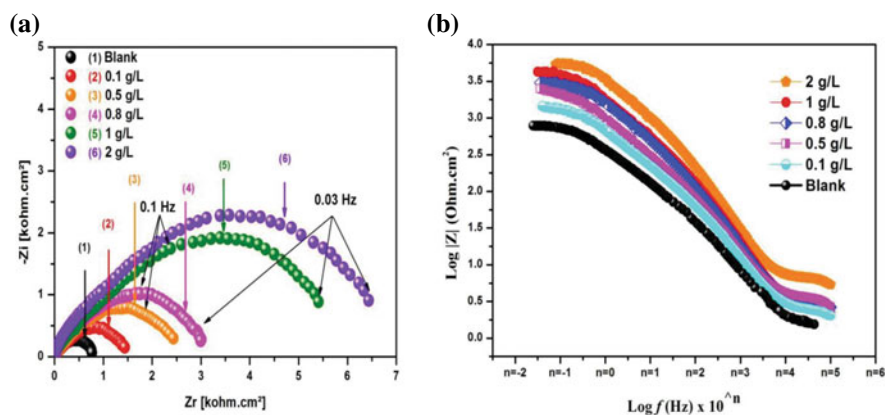 (a)
-Zi [kohm.cm²]
5
4
3
2
1
0
(1) Blank
(2) 0.1 g/L
(3) 0.5 g/L
(4) 0.8 g/L
(5) 1 g/L
(6) 2 g/L
(1)
(2)
(3)
0.1 Hz
(4)
(5)
(6)
0.03 Hz
0 1 2 3 4 5 6 7
Zr [kohm.cm²]
(b)
Log |Z| (Ohm.cm²)
4.0
3.5
3.0
2.5
2.0
1.5
1.0
0.5
0.0
2 g/L
1 g/L
0.8 g/L
0.5 g/L
0.1 g/L
Blank
n=-2 n=-1 n=0 n=1 n=2 n=3 n=4 n=5 n=6
Log f (Hz) x 10^n